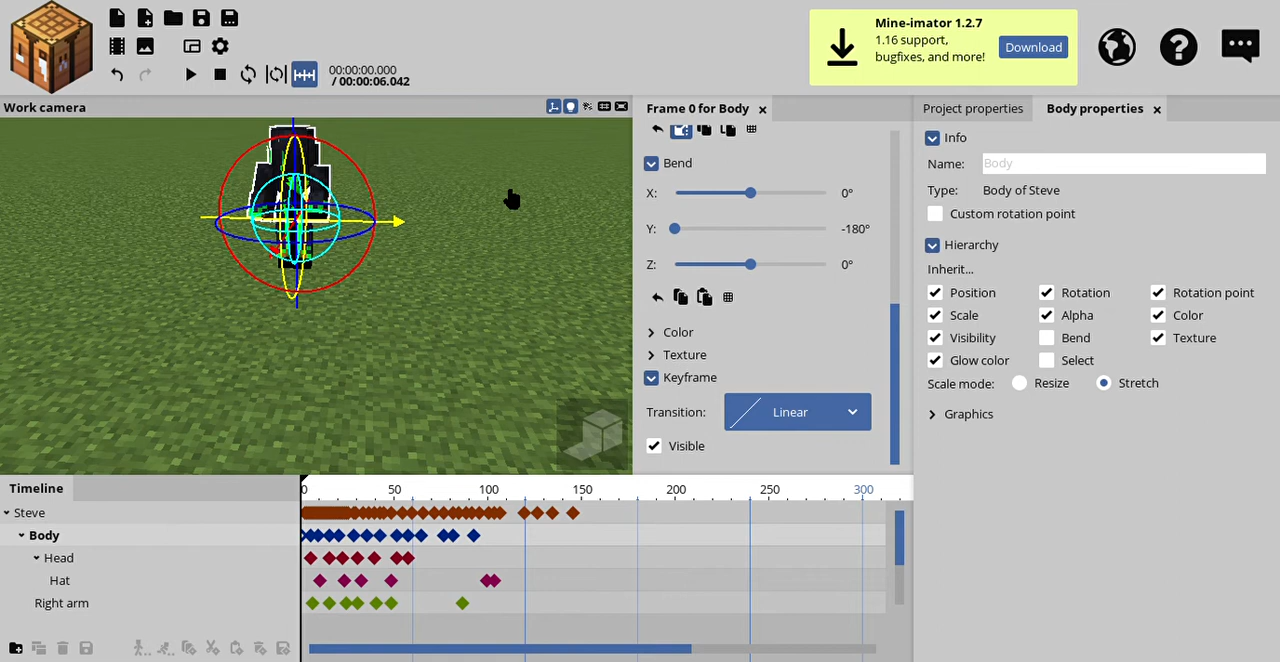 Mine-imator 1.2.7
1.16 support,
bugfixes, and more!
Download
00:00:00.000
/ 00:00:06.042
Work camera
Frame 0 for Body
Bend
X:
0°
Y:
-180°
Z:
0°
Color
Texture
Keyframe
Transition:
Linear
Visible
Project properties
Body properties
Info
Name:
Body
Type:
Body of Steve
Custom rotation point
Hierarchy
Inherit...
Position
Rotation
Rotation point
Scale
Alpha
Color
Visibility
Bend
Texture
Glow color
Select
Scale mode:
Resize
Stretch
Graphics
Timeline
0
50
100
150
200
250
300
Steve
Body
Head
Hat
Right arm